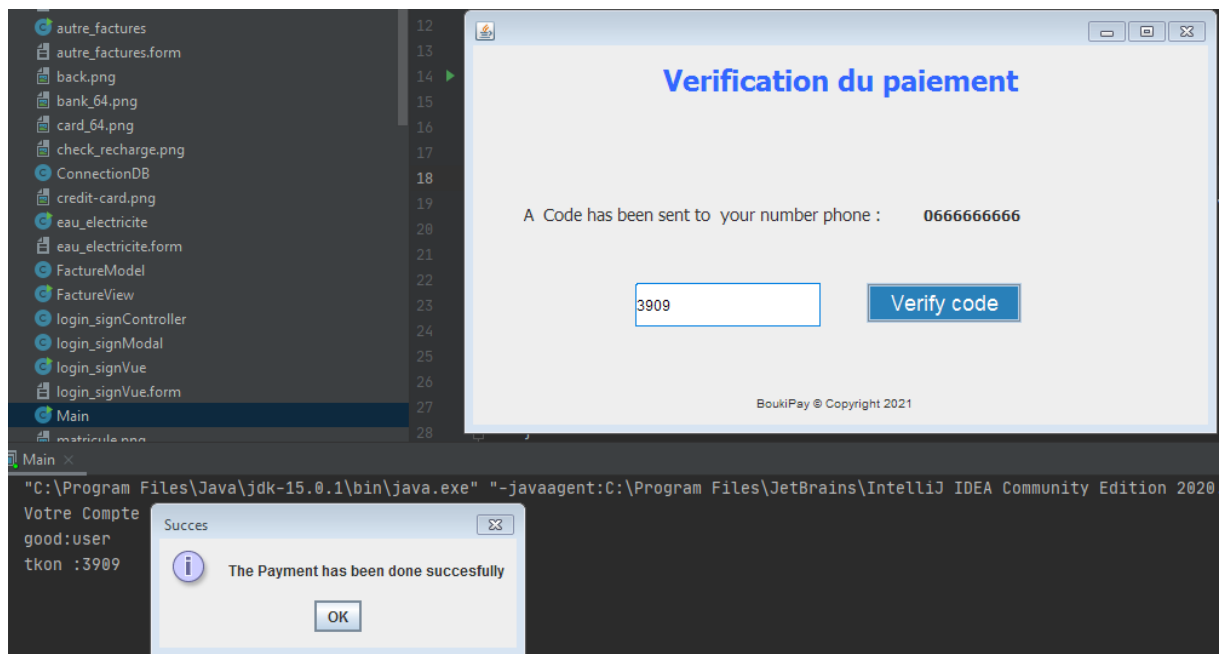 autre_factures
autre_factures.form
back.png
bank_64.png
card_64.png
check_recharge.png
ConnectionDB
credit-card.png
eau_electricite
eau_electricite.form
FactureModel
FactureView
login_signController
login_signModal
login_signVue
login_signVue.form
Main
matricule.png
12
13
14
15
16
17
18
19
20
21
22
23
24
25
26
27
28
Verification du paiement
A Code has been sent to your number phone : 0666666666
3909 Verify code
BoukiPay © Copyright 2021
Main
"C:\Program Files\Java\jdk-15.0.1\bin\java.exe" "-javaagent:C:\Program Files\JetBrains\IntelliJ IDEA Community Edition 2020
Votre Compte
good:user
tkon :3909
Succes
The Payment has been done succesfully
OK